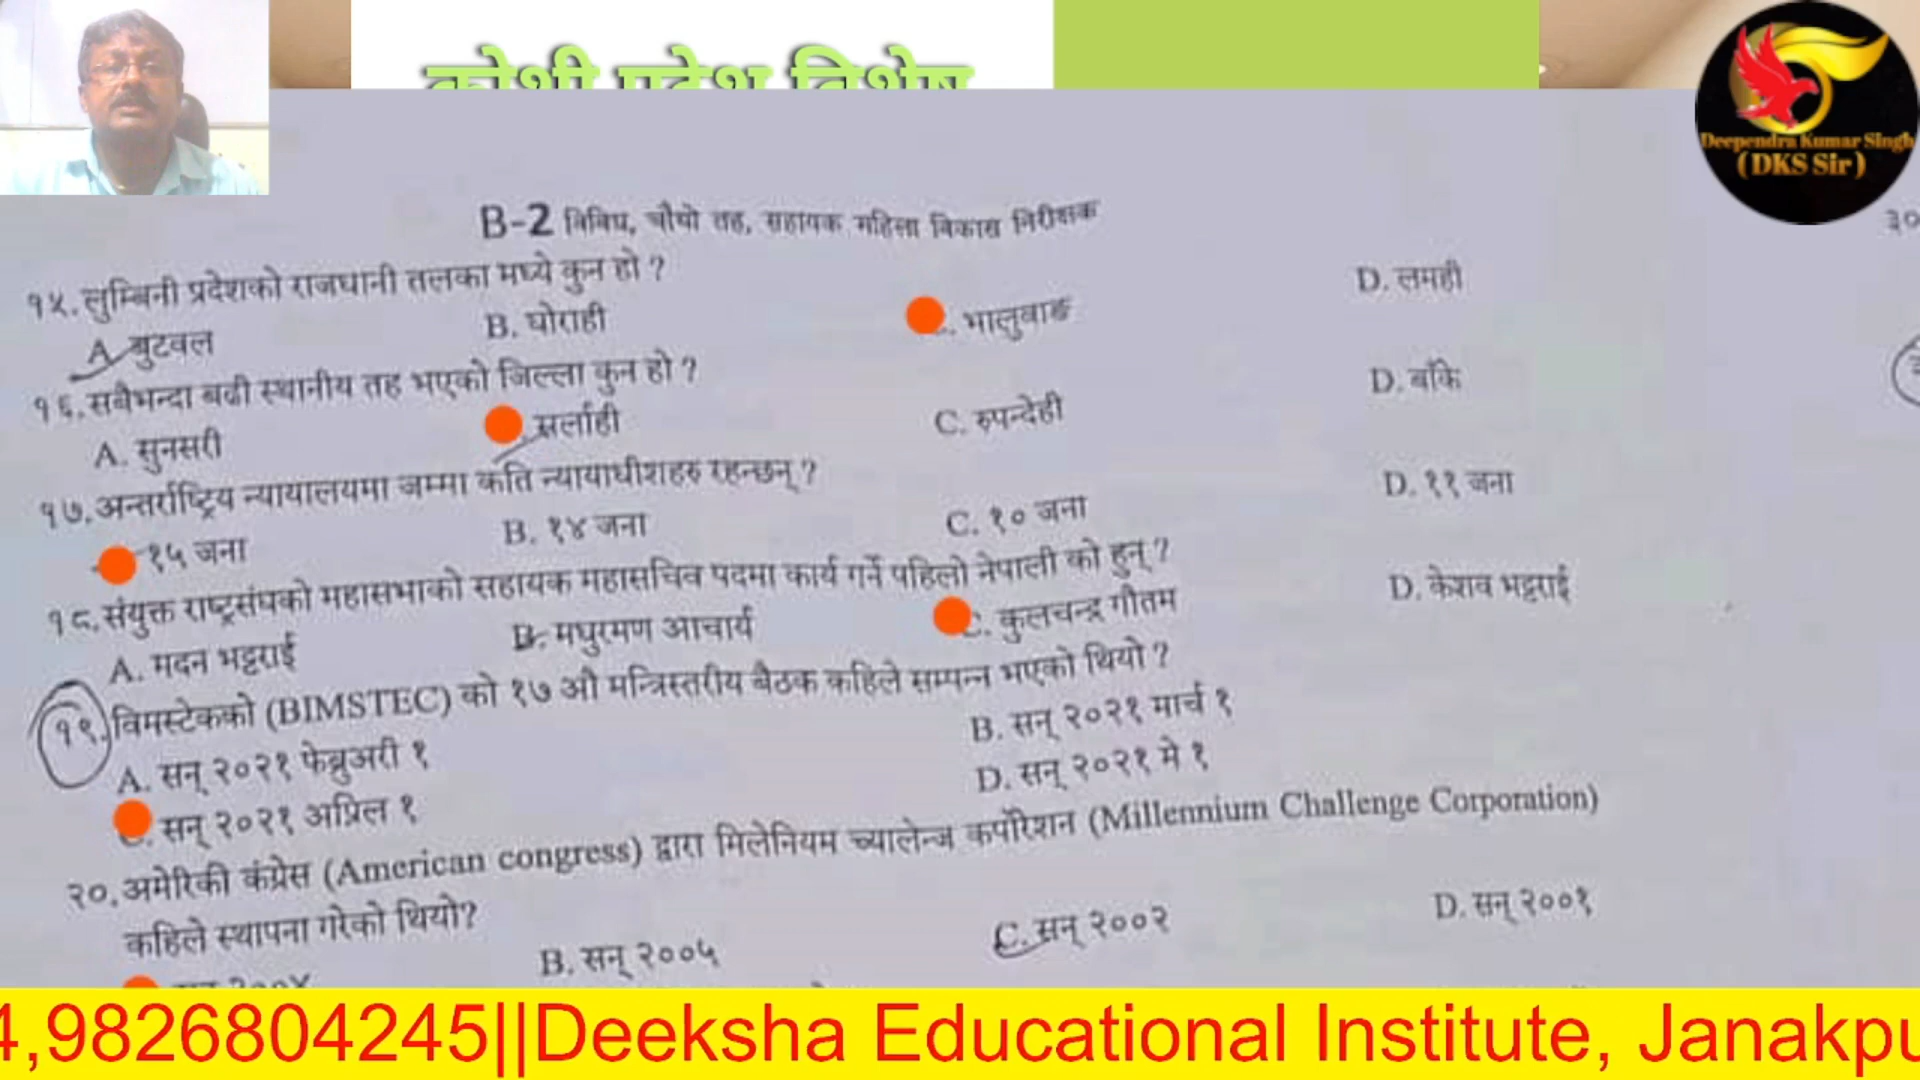 कोशी प्रदेश विशेष
Deependra Kumar Singh
(DKS Sir)
B-2 विविध, चौथो तह, सहायक महिला विकास निरीक्षक
३०
१५. लुम्बिनी प्रदेशको राजधानी तलका मध्ये कुन हो ?
A बुटवल B. घोराही . भालुवाङ D. लमही
१६. सबैभन्दा बढी स्थानीय तह भएको जिल्ला कुन हो ?
A. सुनसरी सर्लाही C. रुपन्देही D. बाँके
१७. अन्तर्राष्ट्रिय न्यायालयमा जम्मा कति न्यायाधीशहरु रहन्छन् ?
१५ जना B. १४ जना C. १० जना D. ११ जना
१८. संयुक्त राष्ट्रसंघको महासभाको सहायक महासचिव पदमा कार्य गर्ने पहिलो नेपाली को हुन् ?
A. मदन भट्टराई B. मधुरमण आचार्य C. कुलचन्द्र गौतम D. केशव भट्टराई
१९. विमस्टेकको (BIMSTEC) को १७ औ मन्त्रिस्तरीय बैठक कहिले सम्पन्न भएको थियो ?
A. सन् २०२१ फेब्रुअरी १ B. सन् २०२१ मार्च १
C. सन् २०२१ अप्रिल १ D. सन् २०२१ मे १
२०. अमेरिकी कंग्रेस (American congress) द्वारा मिलेनियम च्यालेन्ज कर्पोरेशन (Millennium Challenge Corporation)
कहिले स्थापना गरेको थियो?
सन् २००४ B. सन् २००५ C. सन् २००२ D. सन् २००१
4,9826804245||Deeksha Educational Institute, Janakpu